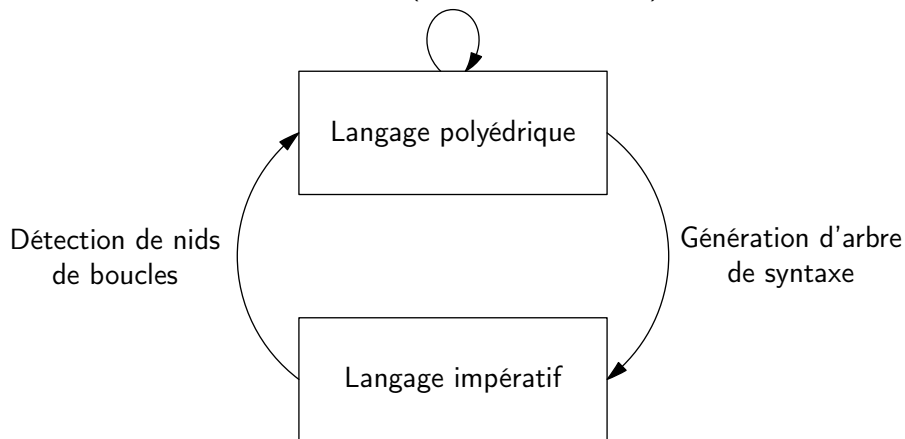 Langage polyédrique
Détection de nids
de boucles
Génération d'arbre
de syntaxe
Langage impératif